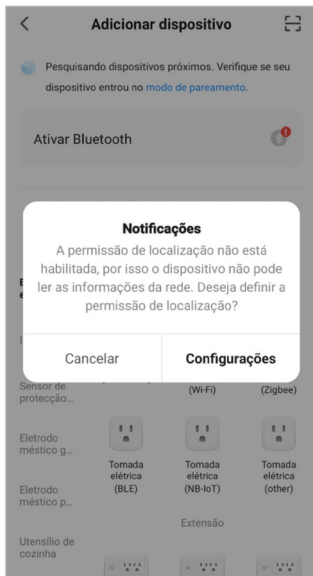 Adicionar dispositivo
Pesquisando dispositivos próximos. Verifique se seu
dispositivo entrou no modo de pareamento.
Ativar Bluetooth
Notificações
A permissão de localização não está
habilitada, por isso o dispositivo não pode
ler as informações da rede. Deseja definir a
permissão de localização?
Cancelar
Configurações
Sensor de
protecção...
(Wi-Fi)
(Zigbee)
Eletrodo
méstico g...
Tomada
elétrica
(BLE)
Tomada
elétrica
(NB-IoT)
Tomada
elétrica
(other)
Eletrodo
méstico p...
Extensão
Utensílio de
cozinha